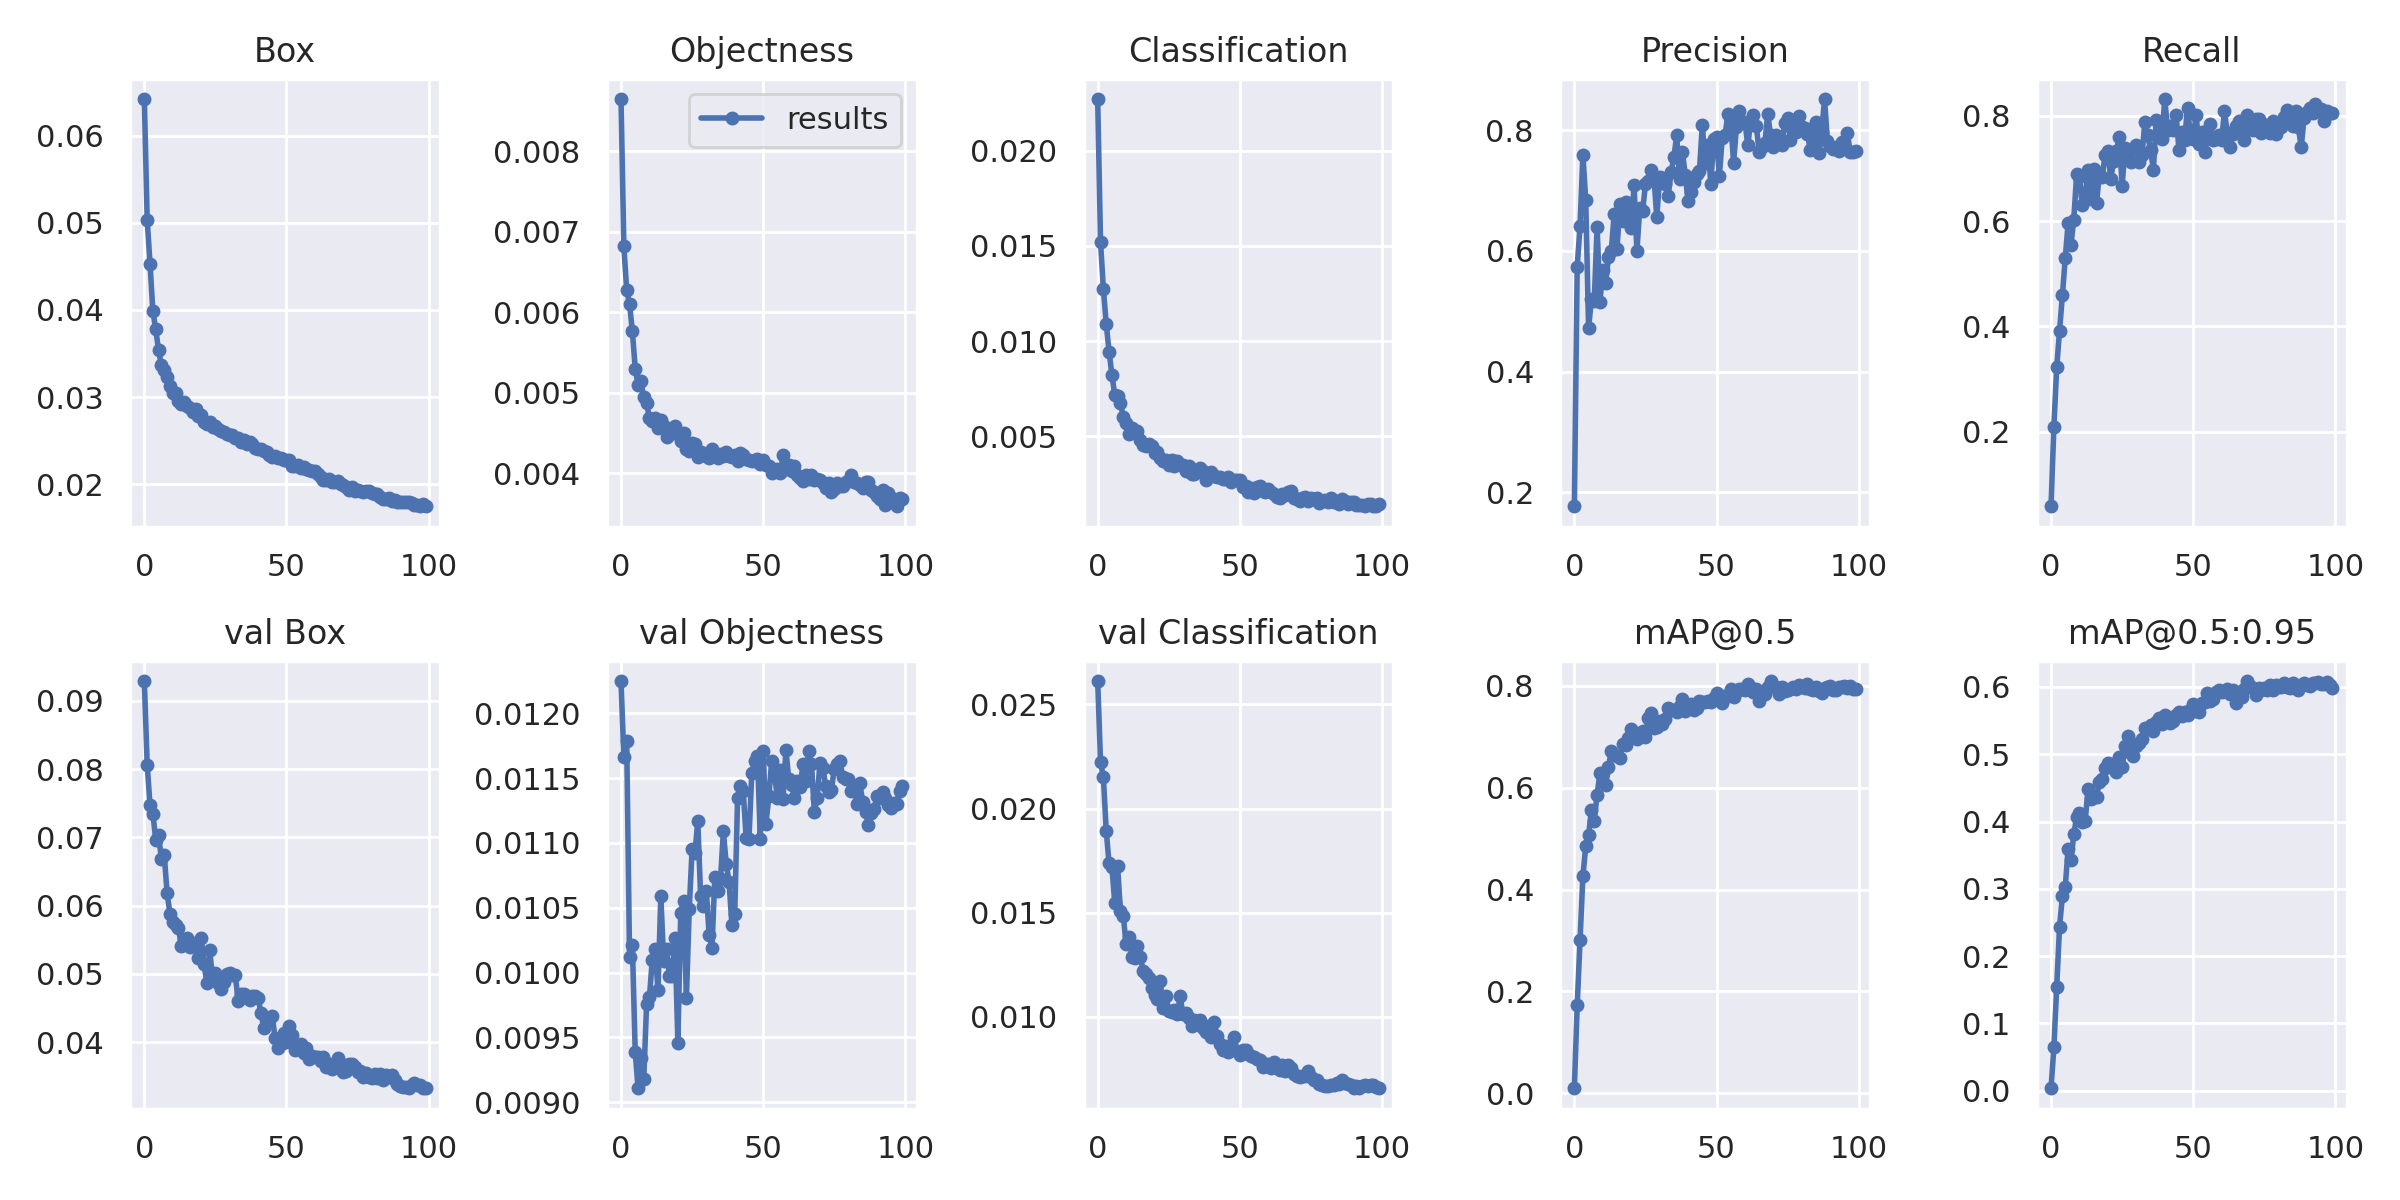 Box
0.06
0.05
0.04
0.03
0.02
0 50 100
Objectness
results
0.008
0.007
0.006
0.005
0.004
0 50 100
Classification
0.020
0.015
0.010
0.005
0 50 100
Precision
0.8
0.6
0.4
0.2
0 50 100
Recall
0.8
0.6
0.4
0.2
0 50 100
val Box
0.09
0.08
0.07
0.06
0.05
0.04
0 50 100
val Objectness
0.0120
0.0115
0.0110
0.0105
0.0100
0.0095
0.0090
0 50 100
val Classification
0.025
0.020
0.015
0.010
0 50 100
mAP@0.5
0.8
0.6
0.4
0.2
0.0
0 50 100
mAP@0.5:0.95
0.6
0.5
0.4
0.3
0.2
0.1
0.0
0 50 100